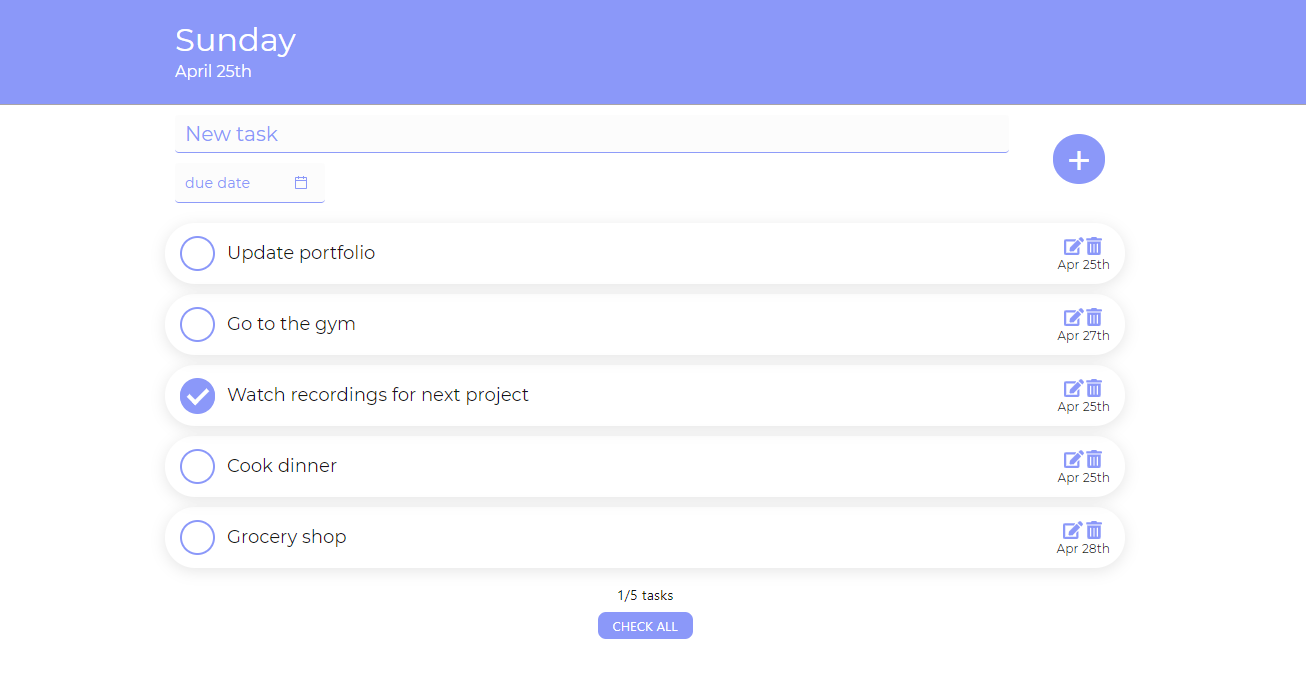 Sunday
April 25th
New task
+
due date
Update portfolio
Apr 25th
Go to the gym
Apr 27th
Watch recordings for next project
Apr 25th
Cook dinner
Apr 25th
Grocery shop
Apr 28th
1/5 tasks
CHECK ALL